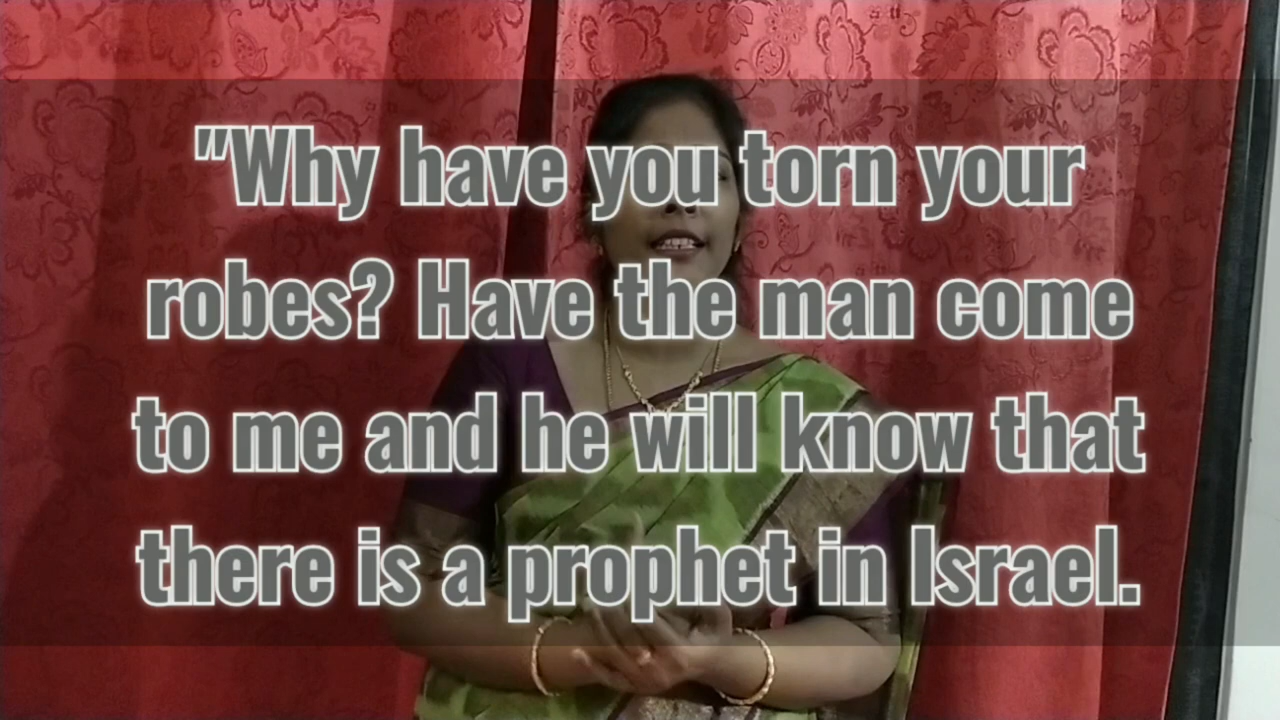 "Why have you torn your
robes? Have the man come
to me and he will know that
there is a prophet in Israel.